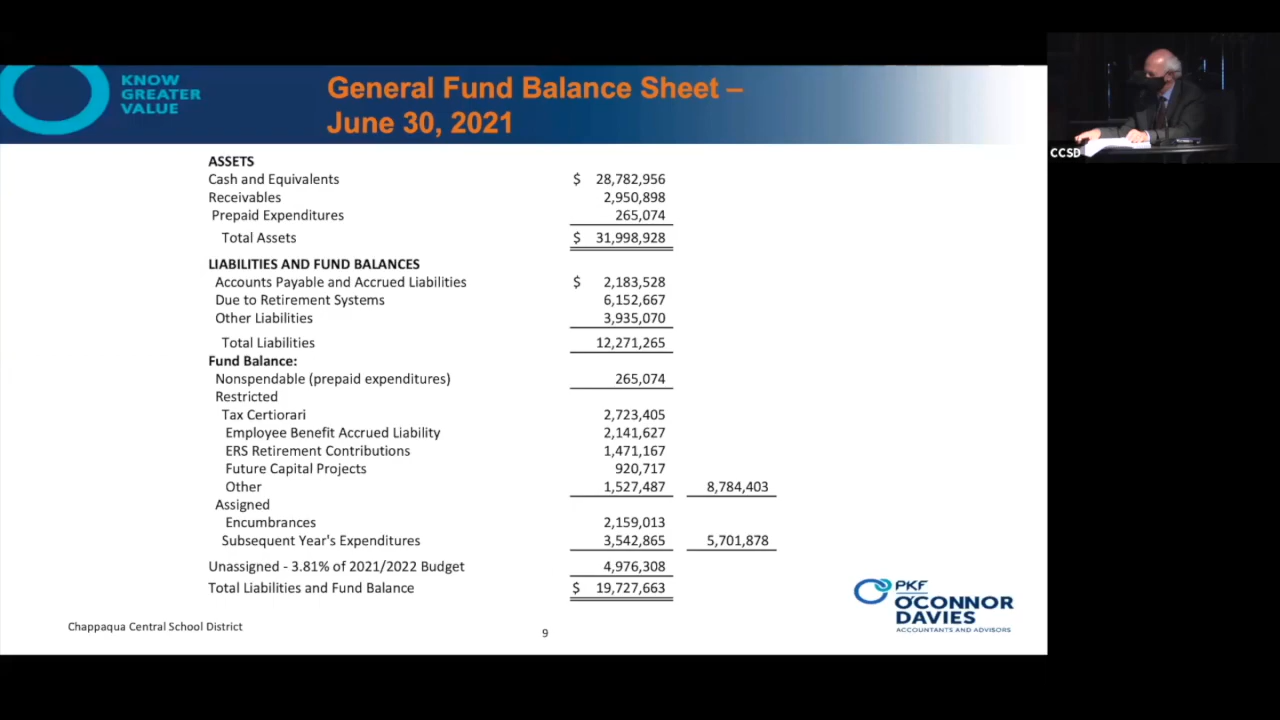 KNOW
GREATER
VALUE
General Fund Balance Sheet –
June 30, 2021
CCSD
ASSETS
Cash and Equivalents $ 28,782,956
Receivables 2,950,898
Prepaid Expenditures 265,074
Total Assets $ 31,998,928
LIABILITIES AND FUND BALANCES
Accounts Payable and Accrued Liabilities $ 2,183,528
Due to Retirement Systems 6,152,667
Other Liabilities 3,935,070
Total Liabilities 12,271,265
Fund Balance:
Nonspendable (prepaid expenditures) 265,074
Restricted
Tax Certiorari 2,723,405
Employee Benefit Accrued Liability 2,141,627
ERS Retirement Contributions 1,471,167
Future Capital Projects 920,717
Other 1,527,487 8,784,403
Assigned
Encumbrances 2,159,013
Subsequent Year's Expenditures 3,542,865 5,701,878
Unassigned - 3.81% of 2021/2022 Budget 4,976,308
Total Liabilities and Fund Balance $ 19,727,663
PKF
O'CONNOR
DAVIES
ACCOUNTANTS AND ADVISORS
Chappaqua Central School District
9